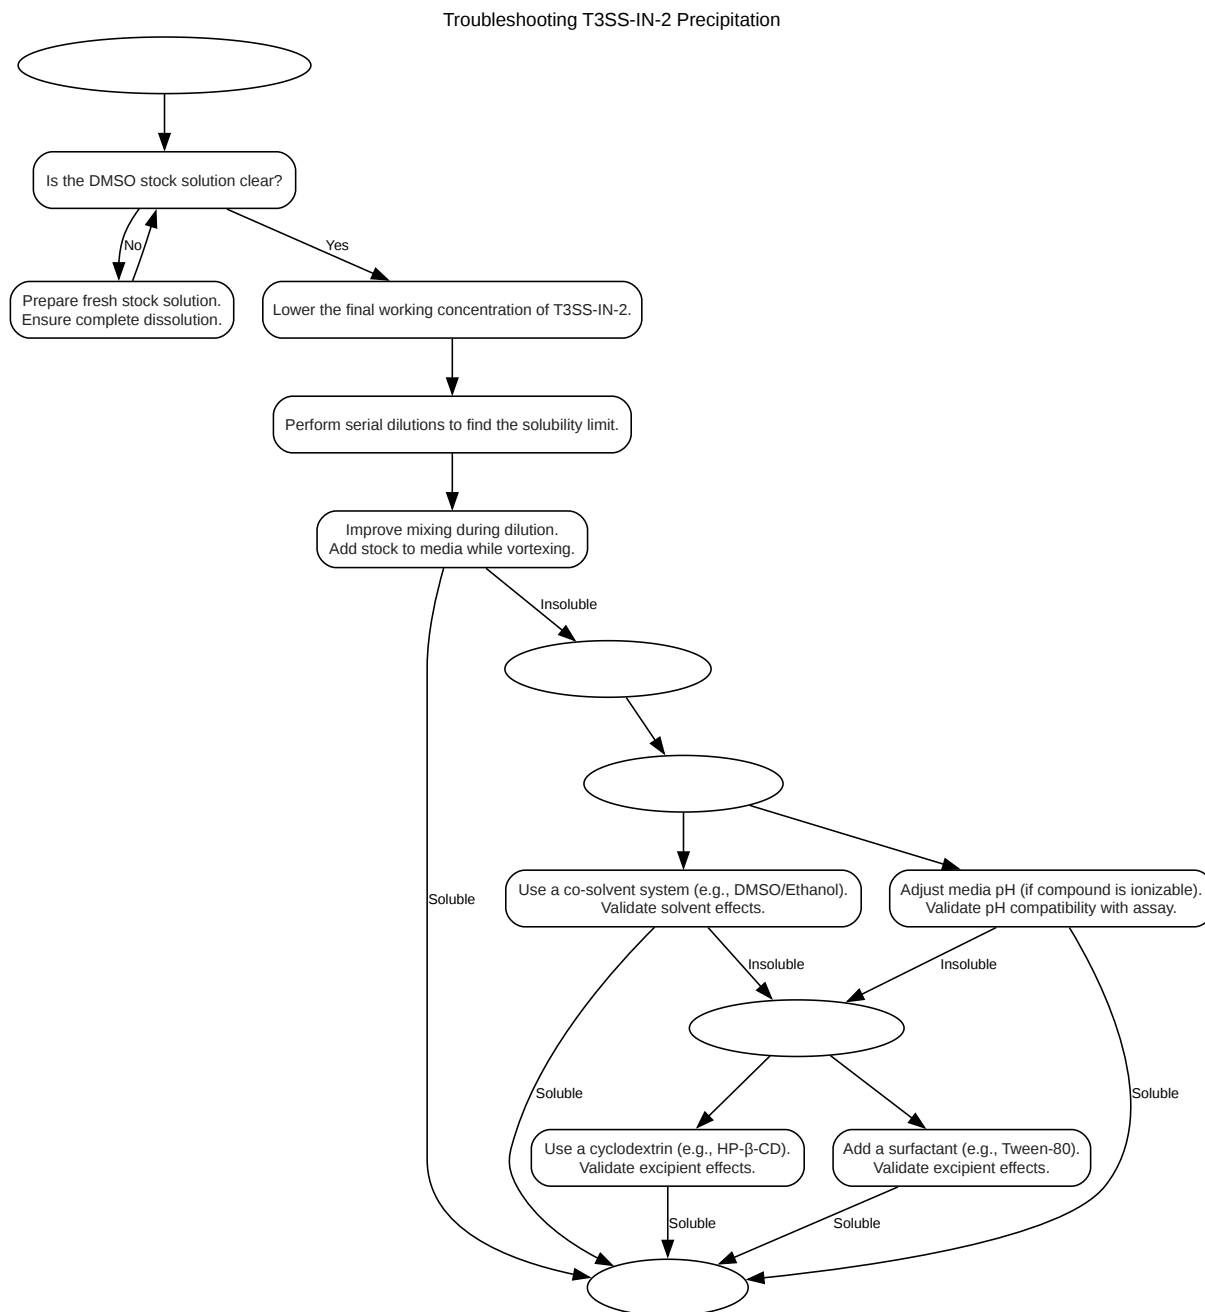 Troubleshooting T3SS-IN-2 Precipitation
Is the DMSO stock solution clear?
No
Yes
Prepare fresh stock solution.
Ensure complete dissolution.
Lower the final working concentration of T3SS-IN-2.
Perform serial dilutions to find the solubility limit.
Improve mixing during dilution.
Add stock to media while vortexing.
Insoluble
Soluble
Use a co-solvent system (e.g., DMSO/Ethanol).
Validate solvent effects.
Adjust media pH (if compound is ionizable).
Validate pH compatibility with assay.
Insoluble
Insoluble
Soluble
Soluble
Use a cyclodextrin (e.g., HP-β-CD).
Validate excipient effects.
Add a surfactant (e.g., Tween-80).
Validate excipient effects.
Soluble
Soluble